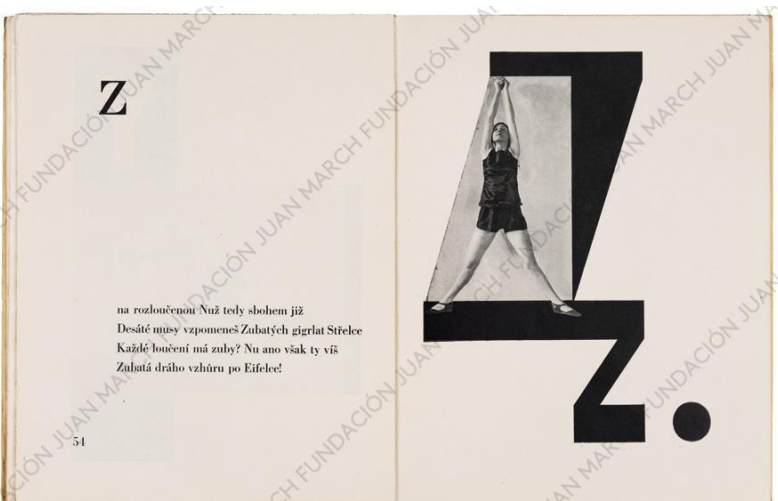 Z
na rozloučenou Nuž tedy sbohem již
Desáté musy vzpomeneš Zubatých gigrlat Střelce
Každé loučení má zuby? Nu ano však ty víš
Zubatá dráho vzhůru po Eifelce!
54
Z
Z.
FUNDACIÓN JUAN MARCH